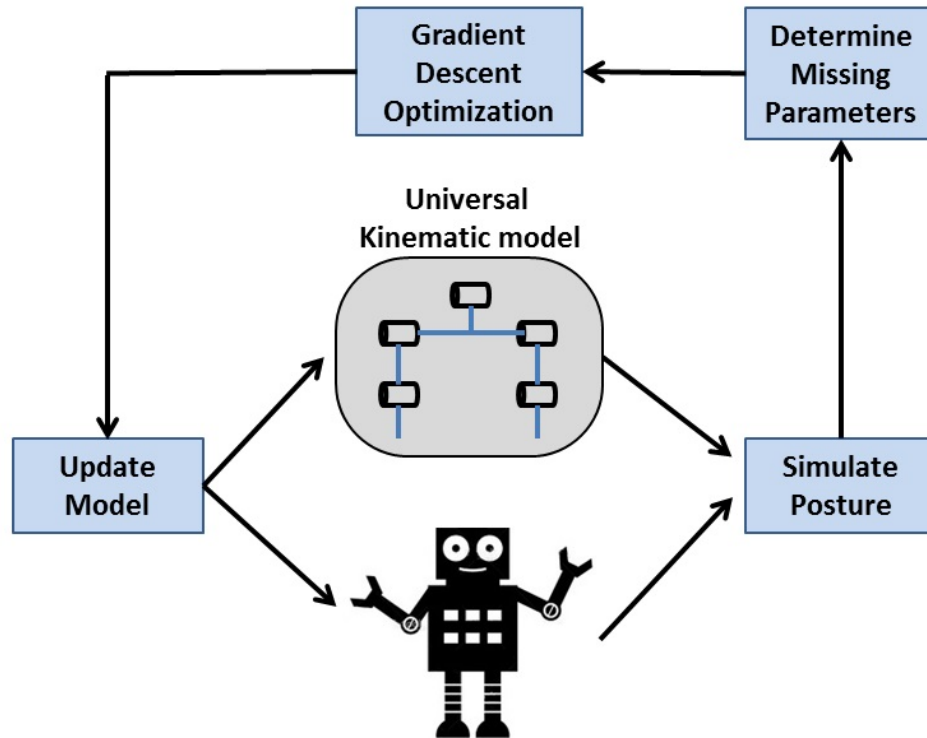 Gradient
Descent
Optimization
Determine
Missing
Parameters
Universal
Kinematic model
Update
Model
Simulate
Posture